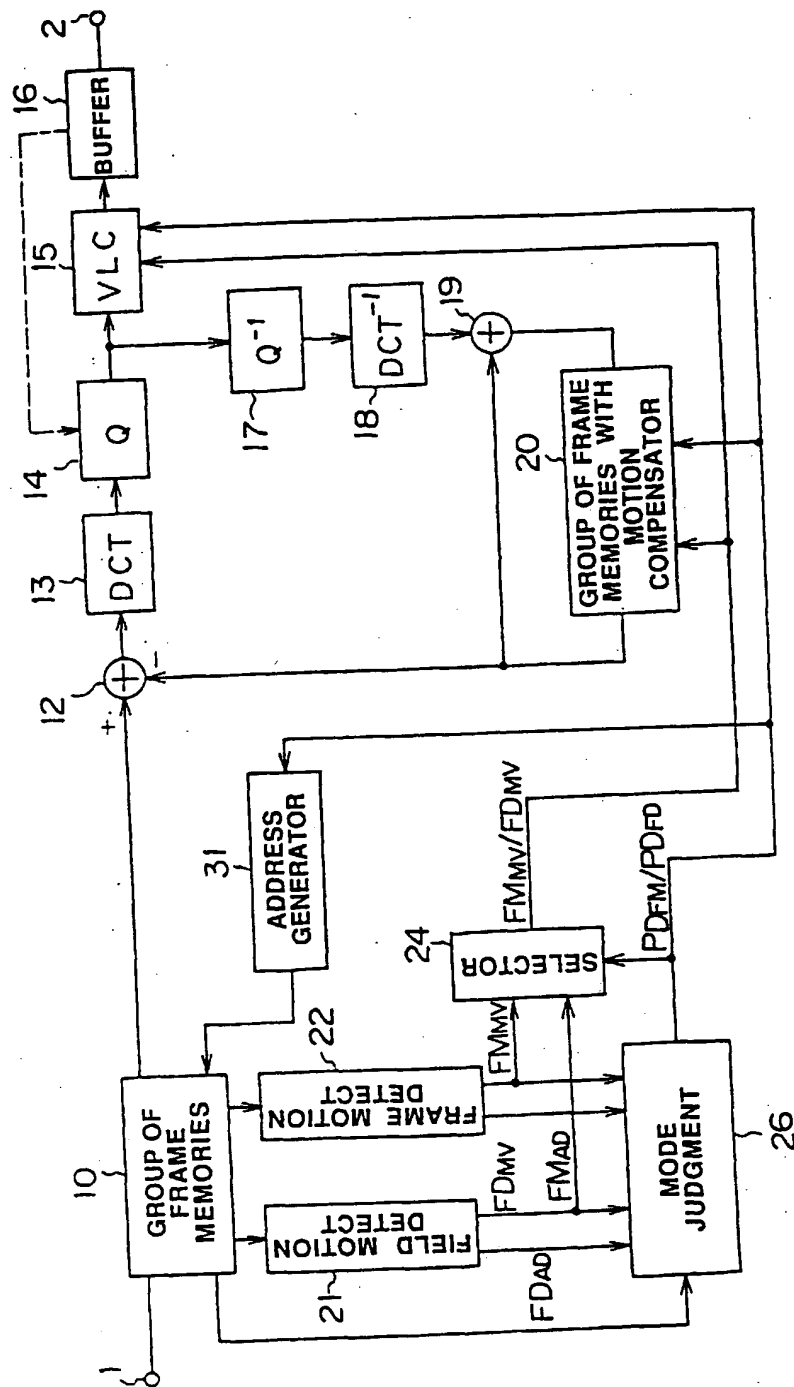 1
10
GROUP OF
FRAME
MEMORIES
12
+
-
13
DCT
14
Q
15
VLC
16
BUFFER
2
17
Q⁻¹
18
DCT⁻¹
19
+
20
GROUP OF FRAME
MEMORIES WITH
MOTION
COMPENSATOR
31
ADDRESS
GENERATOR
21
FIELD MOTION
DETECT
22
FRAME MOTION
DETECT
24
SELECTOR
26
MODE
JUDGMENT
FDAD
FDMV
FMAD
FMMV
FMMV/FDMV
PDFM/PDFD
+